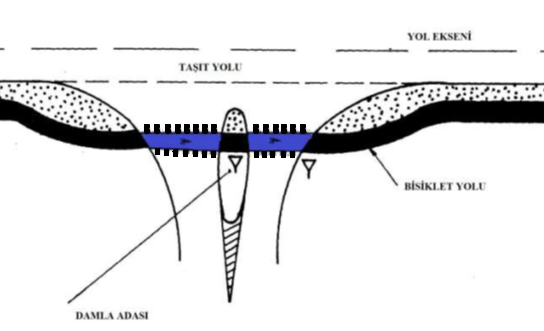 YOL EKSENİ
TAŞIT YOLU
BİSİKLET YOLU
DAMLA ADASI